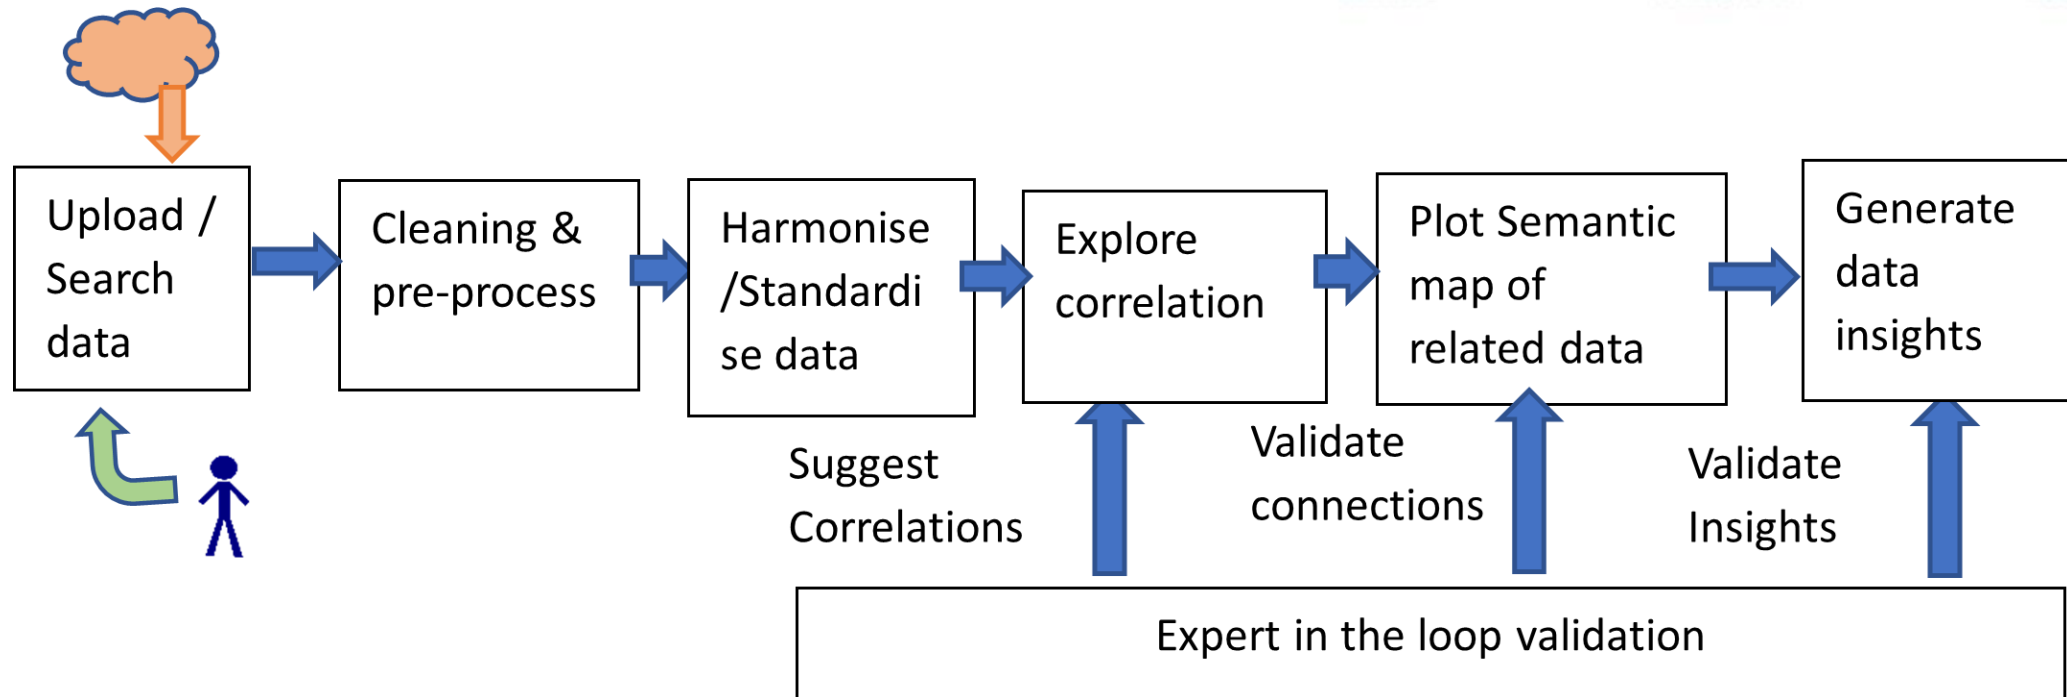 Upload /
Search
data
Cleaning &
pre-process
Harmonise
/Standardi
se data
Explore
correlation
Plot Semantic
map of
related data
Generate
data
insights
Suggest
Correlations
Validate
connections
Validate
Insights
Expert in the loop validation